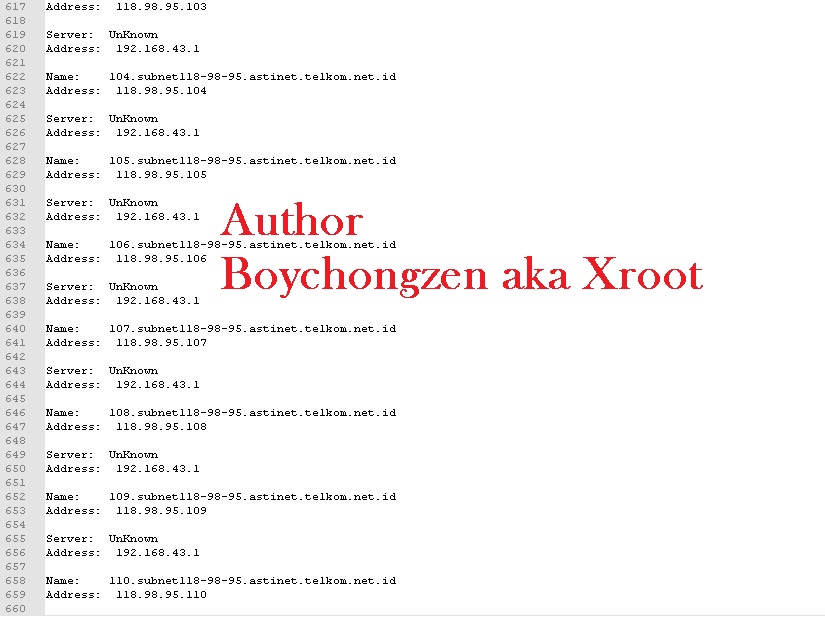 617 Address:  118.98.95.103
618
619 Server:  UnKnown
620 Address:  192.168.43.1
621
622 Name:    104.subnet118-98-95.astinet.telkom.net.id
623 Address:  118.98.95.104
624
625 Server:  UnKnown
626 Address:  192.168.43.1
627
628 Name:    105.subnet118-98-95.astinet.telkom.net.id
629 Address:  118.98.95.105
630
631 Server:  UnKnown
632 Address:  192.168.43.1
Author
633
634 Name:    106.subnet118-98-95.astinet.telkom.net.id
635 Address:  118.98.95.106
Boychongzen aka Xroot
636
637 Server:  UnKnown
638 Address:  192.168.43.1
639
640 Name:    107.subnet118-98-95.astinet.telkom.net.id
641 Address:  118.98.95.107
642
643 Server:  UnKnown
644 Address:  192.168.43.1
645
646 Name:    108.subnet118-98-95.astinet.telkom.net.id
647 Address:  118.98.95.108
648
649 Server:  UnKnown
650 Address:  192.168.43.1
651
652 Name:    109.subnet118-98-95.astinet.telkom.net.id
653 Address:  118.98.95.109
654
655 Server:  UnKnown
656 Address:  192.168.43.1
657
658 Name:    110.subnet118-98-95.astinet.telkom.net.id
659 Address:  118.98.95.110
660